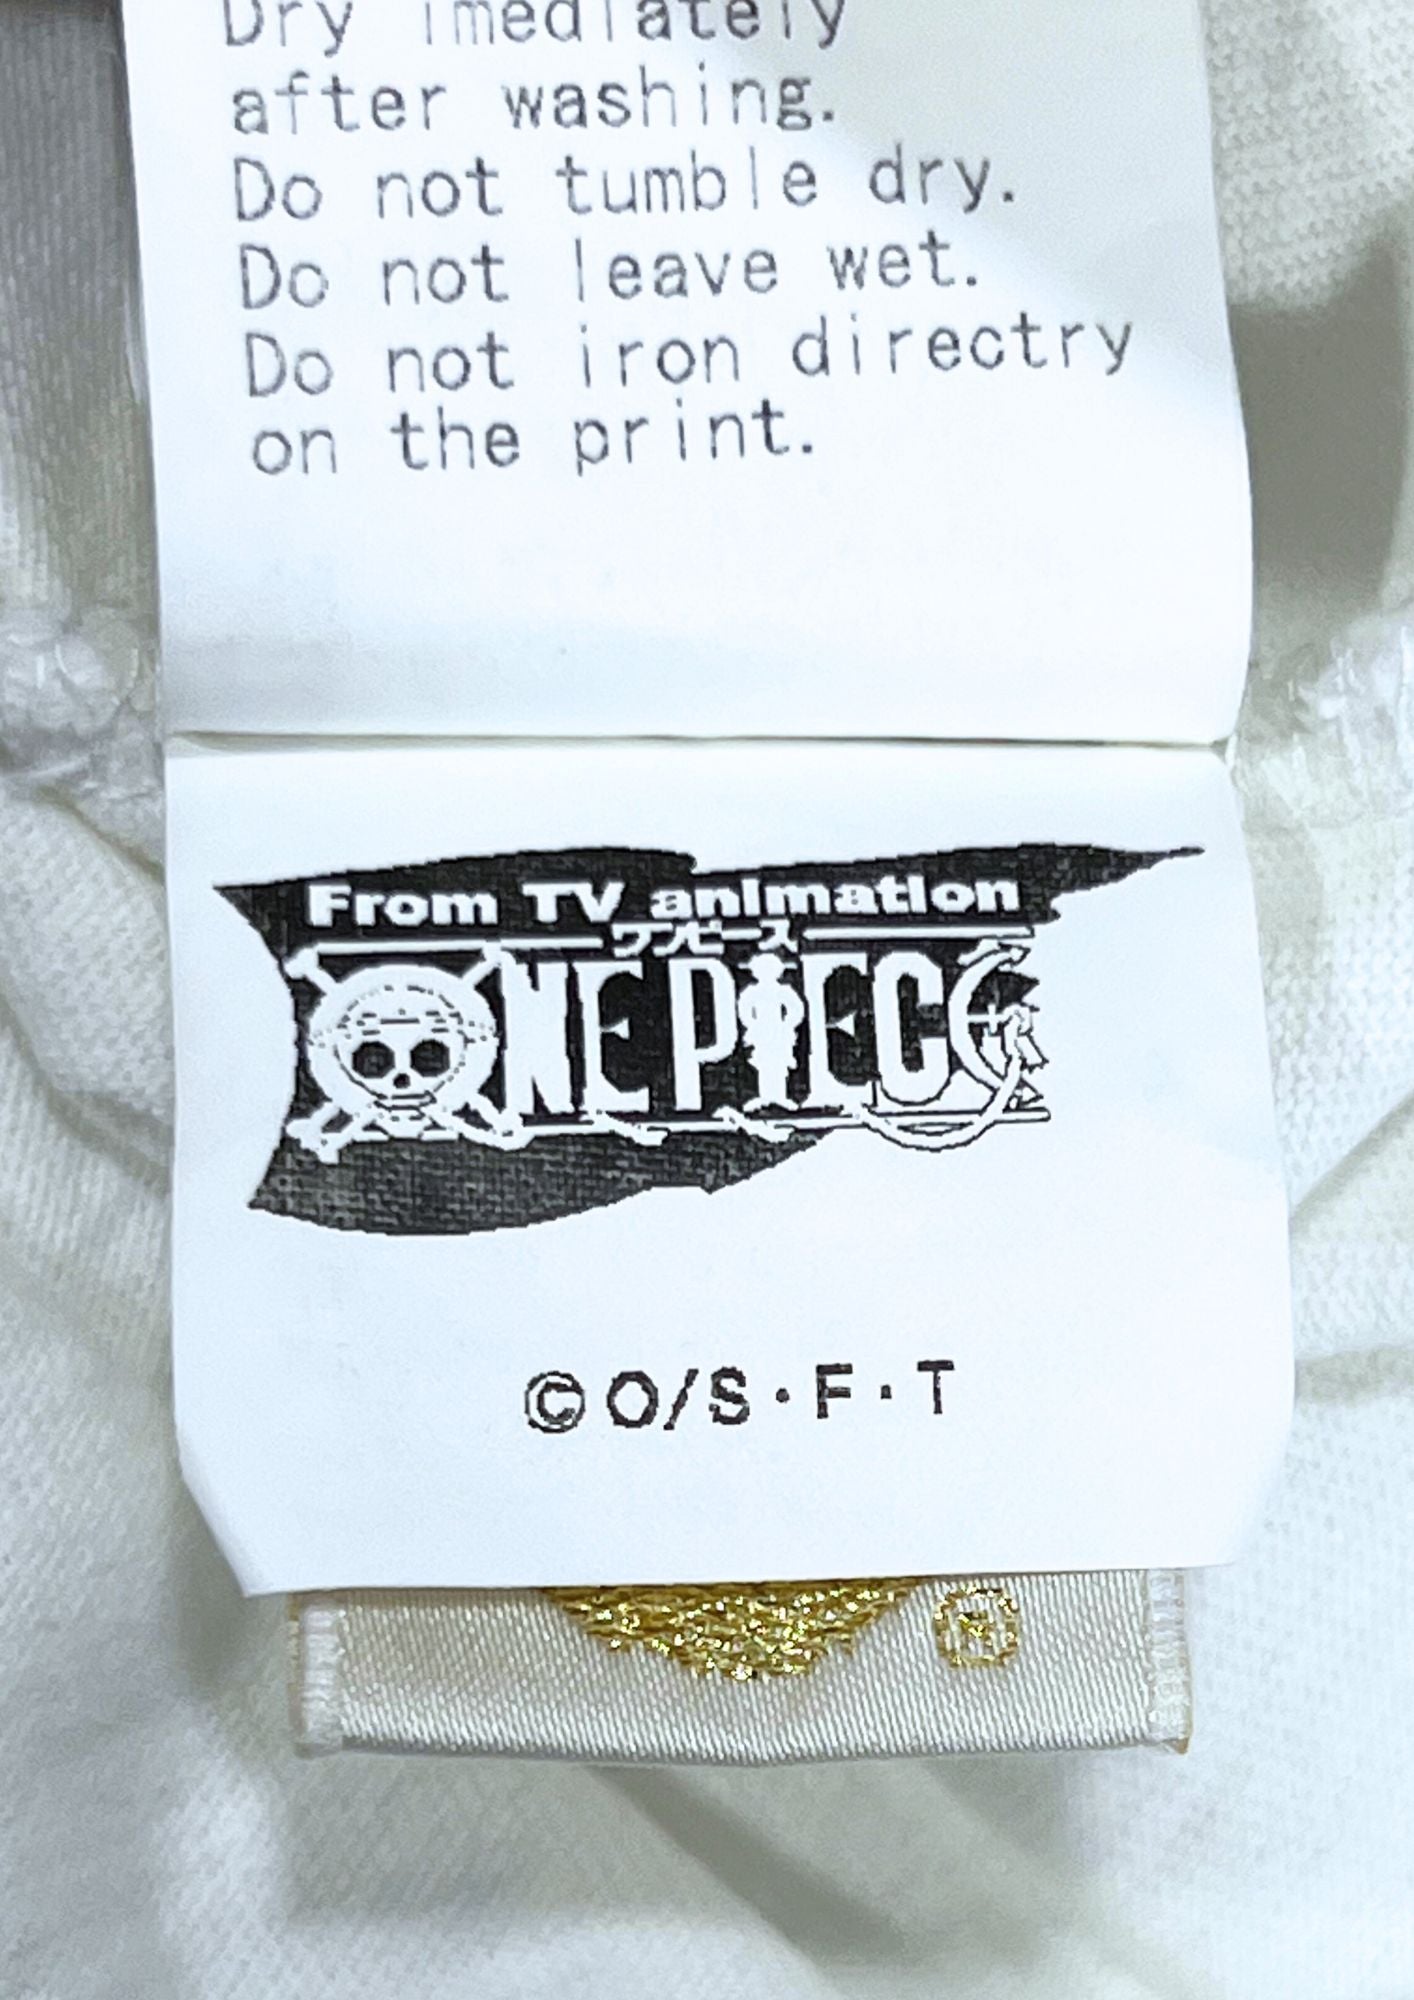 Dry imediately
after washing.
Do not tumble dry.
Do not leave wet.
Do not iron directry
on the print.
From TV animation
ワンピース
ONE PIECE
©O/S・F・T
®